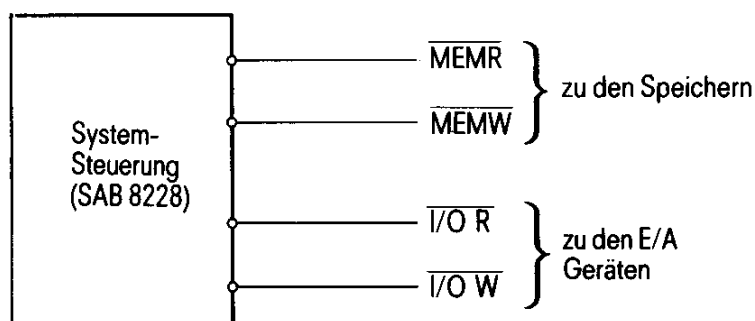 MEMR
zu den Speichern
MEMW
System-
Steuerung
(SAB 8228)
I/O R
zu den E/A
Geräten
I/O W